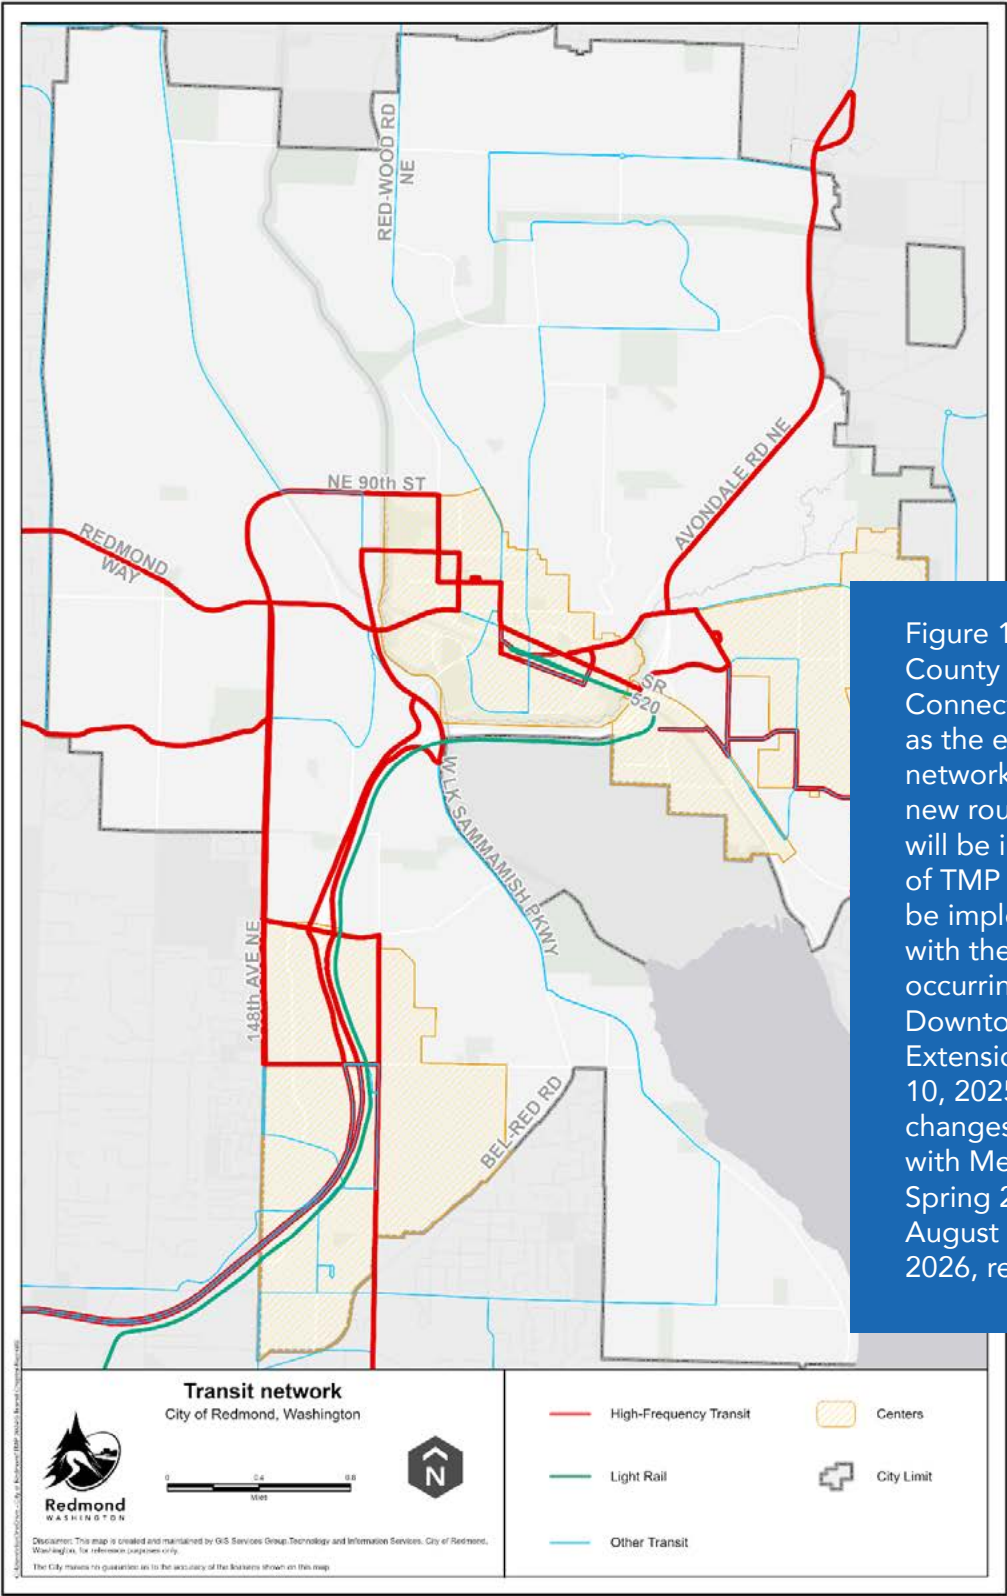 RED-WOOD RD
NE
NE 90th ST
REDMOND
WAY
AVONDALE RD NE
SR
520
W LK SAMMAMISH PKWY
148th AVE NE
BEL-RED RD
Figure 1
County
Connec
as the e
network
new rou
will be i
of TMP
be imple
with the
occurrin
Downto
Extensio
10, 2025
changes
with Me
Spring 2
August
2026, re
Transit network
City of Redmond, Washington
0 0.4 0.8
Miles
N
Redmond
WASHINGTON
Disclaimer: This map is created and maintained by GIS Services Group, Technology and Information Services, City of Redmond,
Washington, for reference purposes only.
The City makes no guarantee as to the accuracy of the features shown on this map.
High-Frequency Transit
Light Rail
Other Transit
Centers
City Limit